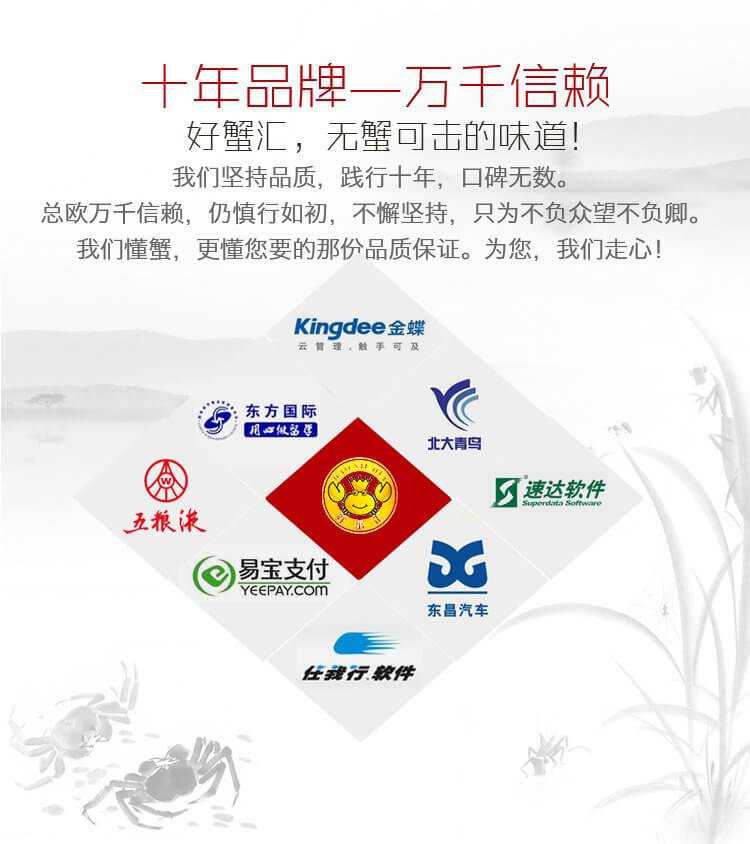 十年品牌—万千信赖
好蟹汇，无蟹可击的味道！
我们坚持品质，践行十年，口碑无数。
总欧万千信赖，仍慎行如初，不懈坚持，只为不负众望不负卿。
我们懂蟹，更懂您要的那份品质保证。为您，我们走心！
Kingdee金蝶
云管理，触手可及
东方国际
用心做留学
北大青鸟
五粮液
速达软件
Superdata Software
易宝支付
YEEPAY.COM
东昌汽车
任我行.软件